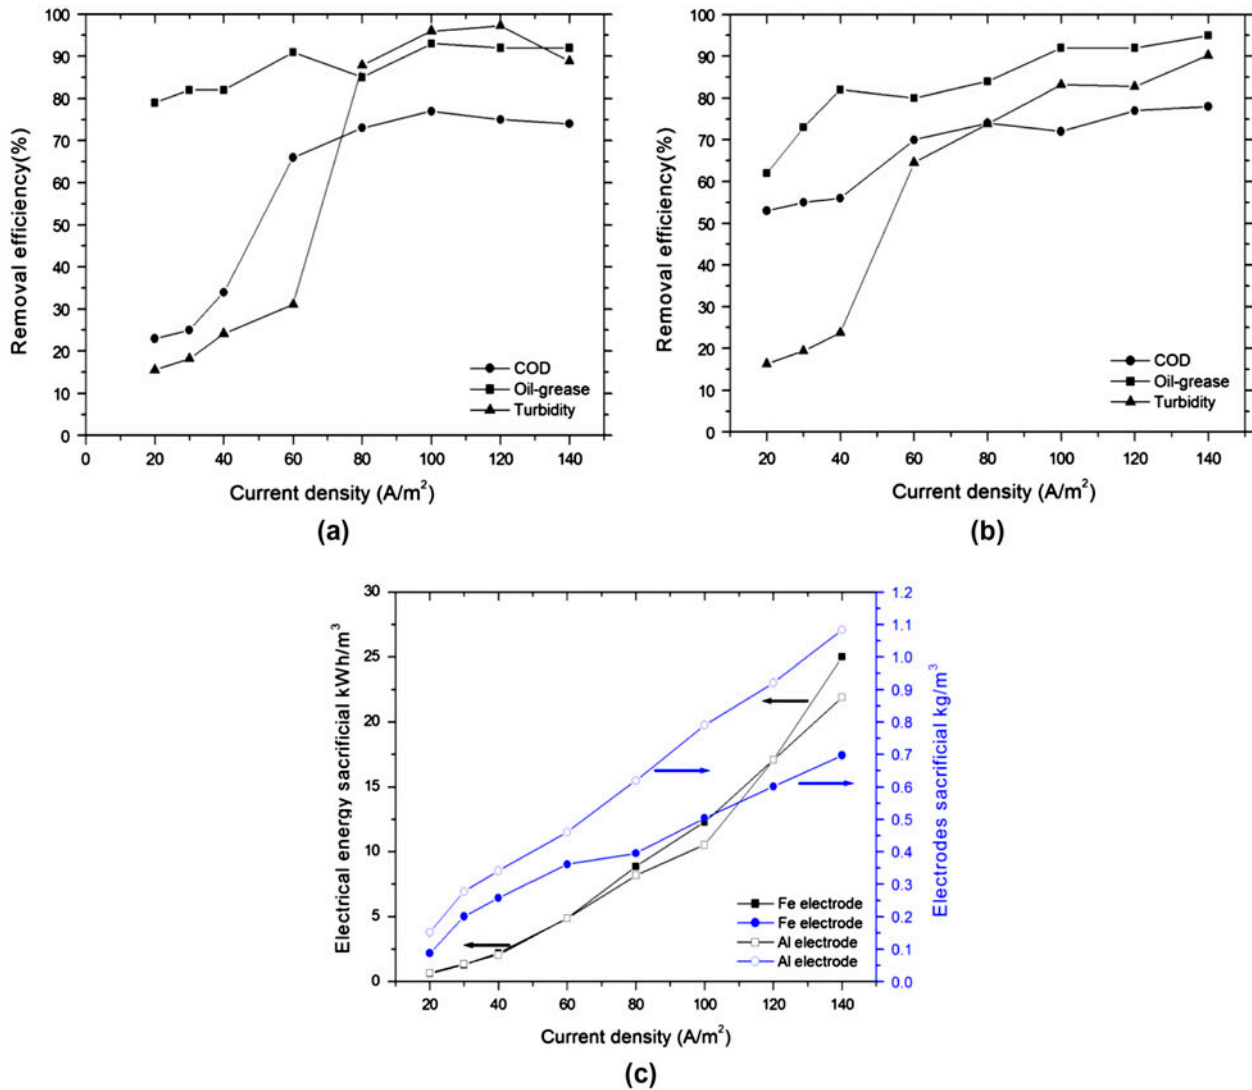 100
90
80
70
60
50
40
30
20
10
0
Removal efficiency(%)
COD
Oil-grease
Turbidity
0 20 40 60 80 100 120 140
Current density (A/m²)
(a)
100
90
80
70
60
50
40
30
20
10
0
Removal efficiency(%)
COD
Oil-grease
Turbidity
20 40 60 80 100 120 140
Current density (A/m²)
(b)
30
25
20
15
10
5
0
Electrical energy sacrificial kWh/m³
1.2
1.1
1.0
0.9
0.8
0.7
0.6
0.5
0.4
0.3
0.2
0.1
0.0
Electrodes sacrificial kg/m³
Fe electrode
Fe electrode
Al electrode
Al electrode
20 40 60 80 100 120 140
Current density (A/m²)
(c)